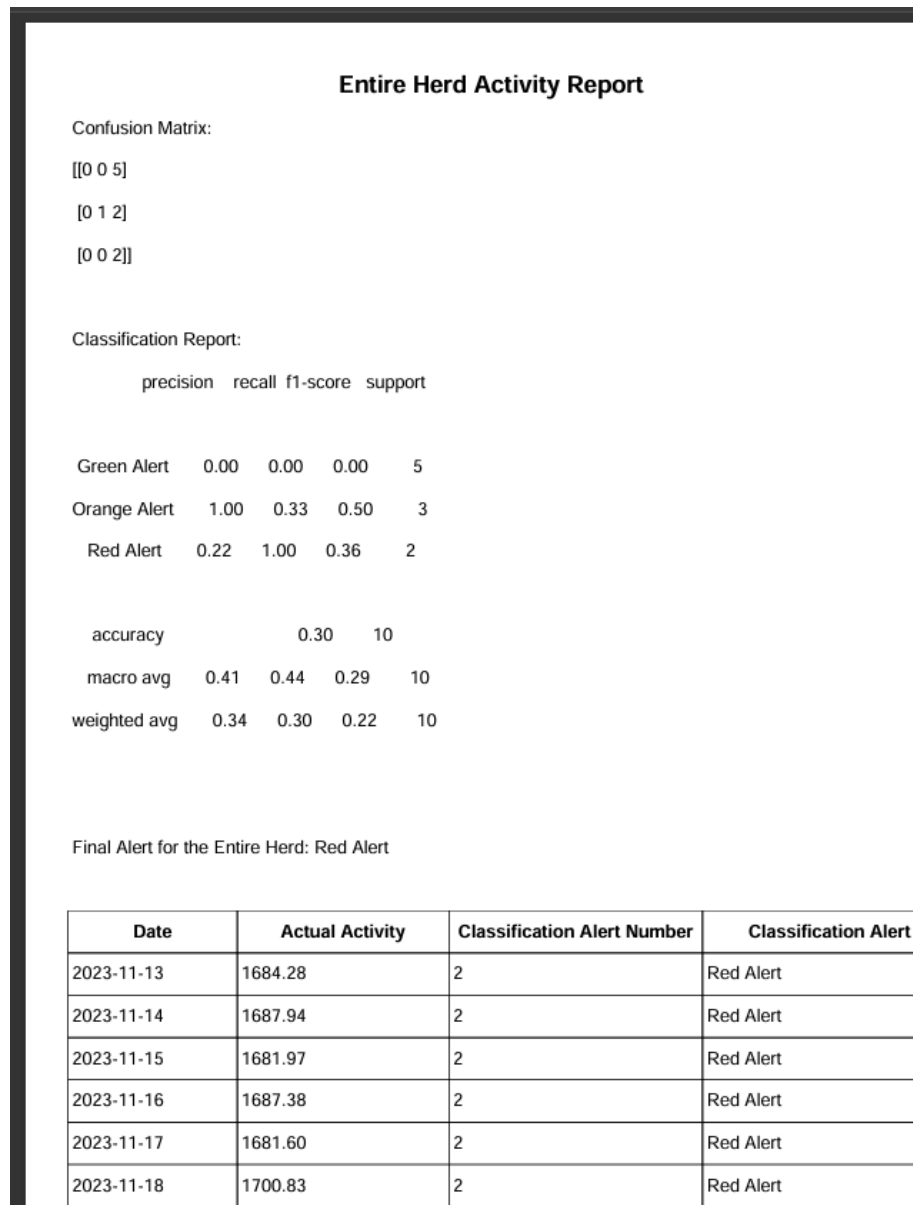 Entire Herd Activity Report
Confusion Matrix:
[[0 0 5]
[0 1 2]
[0 0 2]]
Classification Report:
precision recall f1-score support
Green Alert 0.00 0.00 0.00 5
Orange Alert 1.00 0.33 0.50 3
Red Alert 0.22 1.00 0.36 2
accuracy 0.30 10
macro avg 0.41 0.44 0.29 10
weighted avg 0.34 0.30 0.22 10
Final Alert for the Entire Herd: Red Alert
Date Actual Activity Classification Alert Number Classification Alert
2023-11-13 1684.28 2 Red Alert
2023-11-14 1687.94 2 Red Alert
2023-11-15 1681.97 2 Red Alert
2023-11-16 1687.38 2 Red Alert
2023-11-17 1681.60 2 Red Alert
2023-11-18 1700.83 2 Red Alert